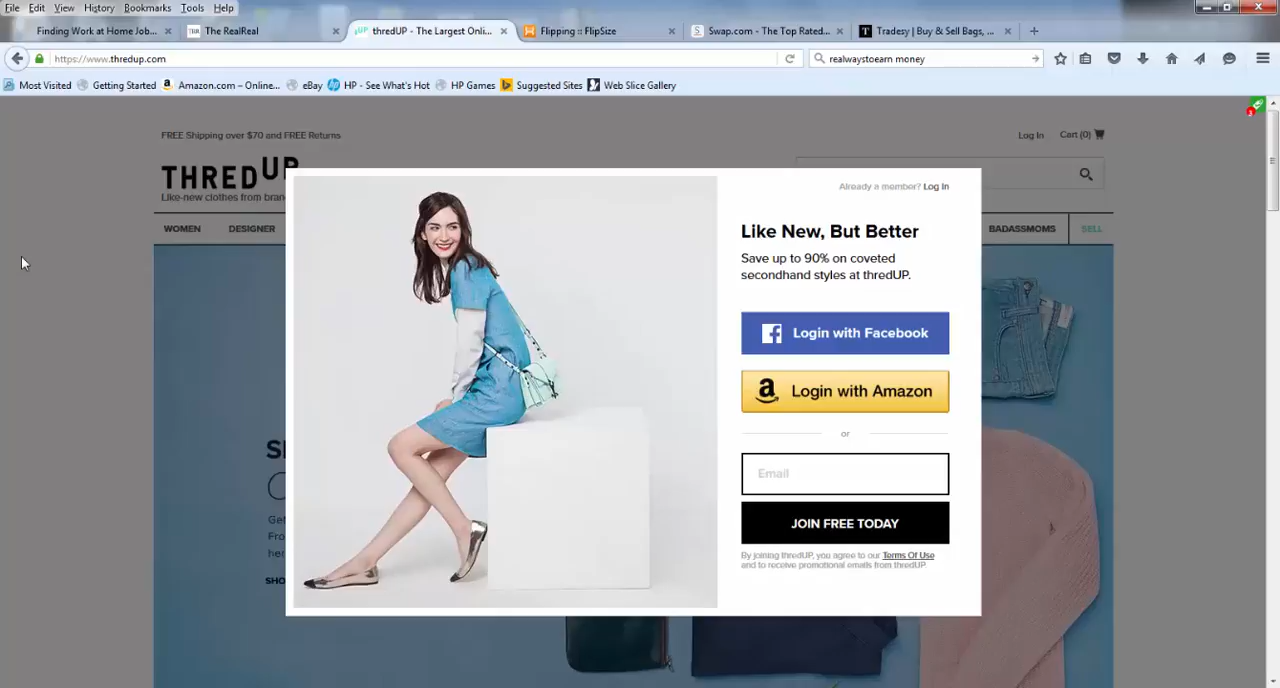 File Edit View History Bookmarks Tools Help
Finding Work at Home Job... × The RealReal × thredUP - The Largest Onli... × Flipping :: FlipSize × Swap.com - The Top Rated... × Tradesy | Buy & Sell Bags, ... × +
https://www.thredup.com realwaystoearn money
Most Visited Getting Started Amazon.com – Online... eBay HP - See What's Hot HP Games Suggested Sites Web Slice Gallery
FREE Shipping over $70 and FREE Returns Log In Cart (0)
THREDUP
Like-new clothes from bran
WOMEN DESIGNER BADASSMOMS SELL
Already a member? Log In
Like New, But Better
Save up to 90% on coveted
secondhand styles at thredUP.
Login with Facebook
Login with Amazon
or
Email
JOIN FREE TODAY
By joining thredUP, you agree to our Terms Of Use
and to receive promotional emails from thredUP.